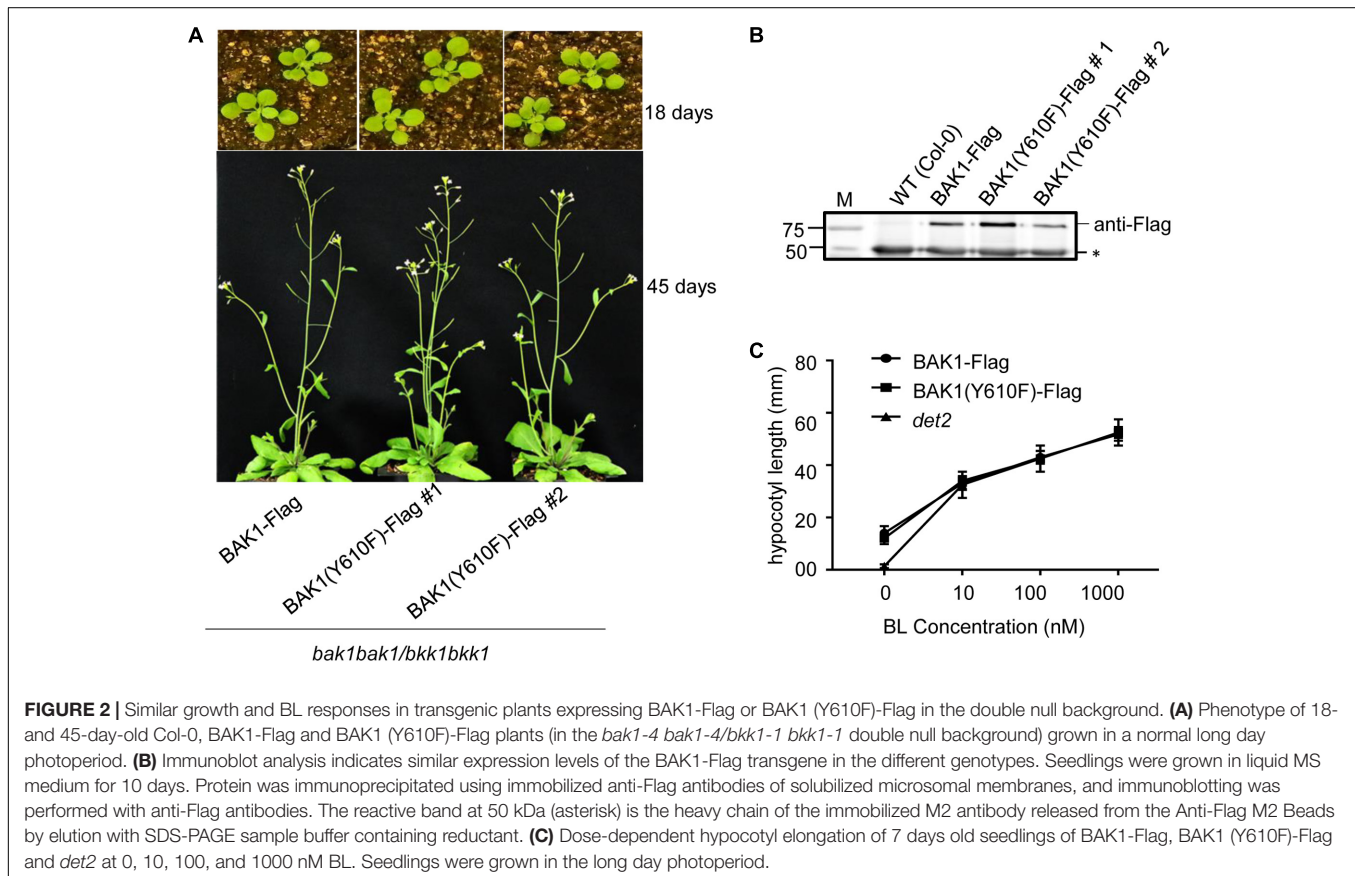 A
18 days
45 days
BAK1-Flag
BAK1(Y610F)-Flag #1
BAK1(Y610F)-Flag #2
bak1bak1/bkk1bkk1
B
M
WT (Col-0)
BAK1-Flag
BAK1(Y610F)-Flag # 1
BAK1(Y610F)-Flag # 2
75
50
anti-Flag
*
C
80
60
40
20
00
hypocotyl length (mm)
BAK1-Flag
BAK1(Y610F)-Flag
det2
0
10
100
1000
BL Concentration (nM)
FIGURE 2 | Similar growth and BL responses in transgenic plants expressing BAK1-Flag or BAK1 (Y610F)-Flag in the double null background. (A) Phenotype of 18-
and 45-day-old Col-0, BAK1-Flag and BAK1 (Y610F)-Flag plants (in the bak1-4 bak1-4/bkk1-1 bkk1-1 double null background) grown in a normal long day
photoperiod. (B) Immunoblot analysis indicates similar expression levels of the BAK1-Flag transgene in the different genotypes. Seedlings were grown in liquid MS
medium for 10 days. Protein was immunoprecipitated using immobilized anti-Flag antibodies of solubilized microsomal membranes, and immunoblotting was
performed with anti-Flag antibodies. The reactive band at 50 kDa (asterisk) is the heavy chain of the immobilized M2 antibody released from the Anti-Flag M2 Beads
by elution with SDS-PAGE sample buffer containing reductant. (C) Dose-dependent hypocotyl elongation of 7 days old seedlings of BAK1-Flag, BAK1 (Y610F)-Flag
and det2 at 0, 10, 100, and 1000 nM BL. Seedlings were grown in the long day photoperiod.